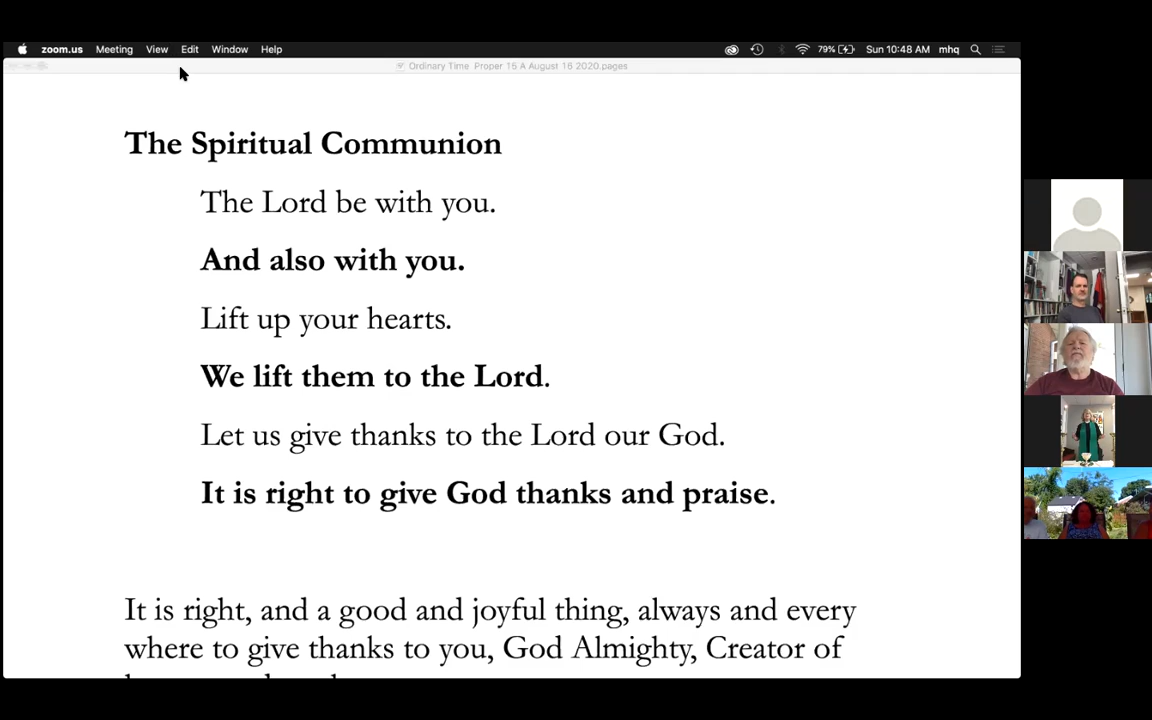 zoom.us Meeting View Edit Window Help 79% Sun 10:48 AM mhq
Ordinary Time Proper 15 A August 16 2020.pages
The Spiritual Communion
The Lord be with you.
And also with you.
Lift up your hearts.
We lift them to the Lord.
Let us give thanks to the Lord our God.
It is right to give God thanks and praise.
It is right, and a good and joyful thing, always and every
where to give thanks to you, God Almighty, Creator of